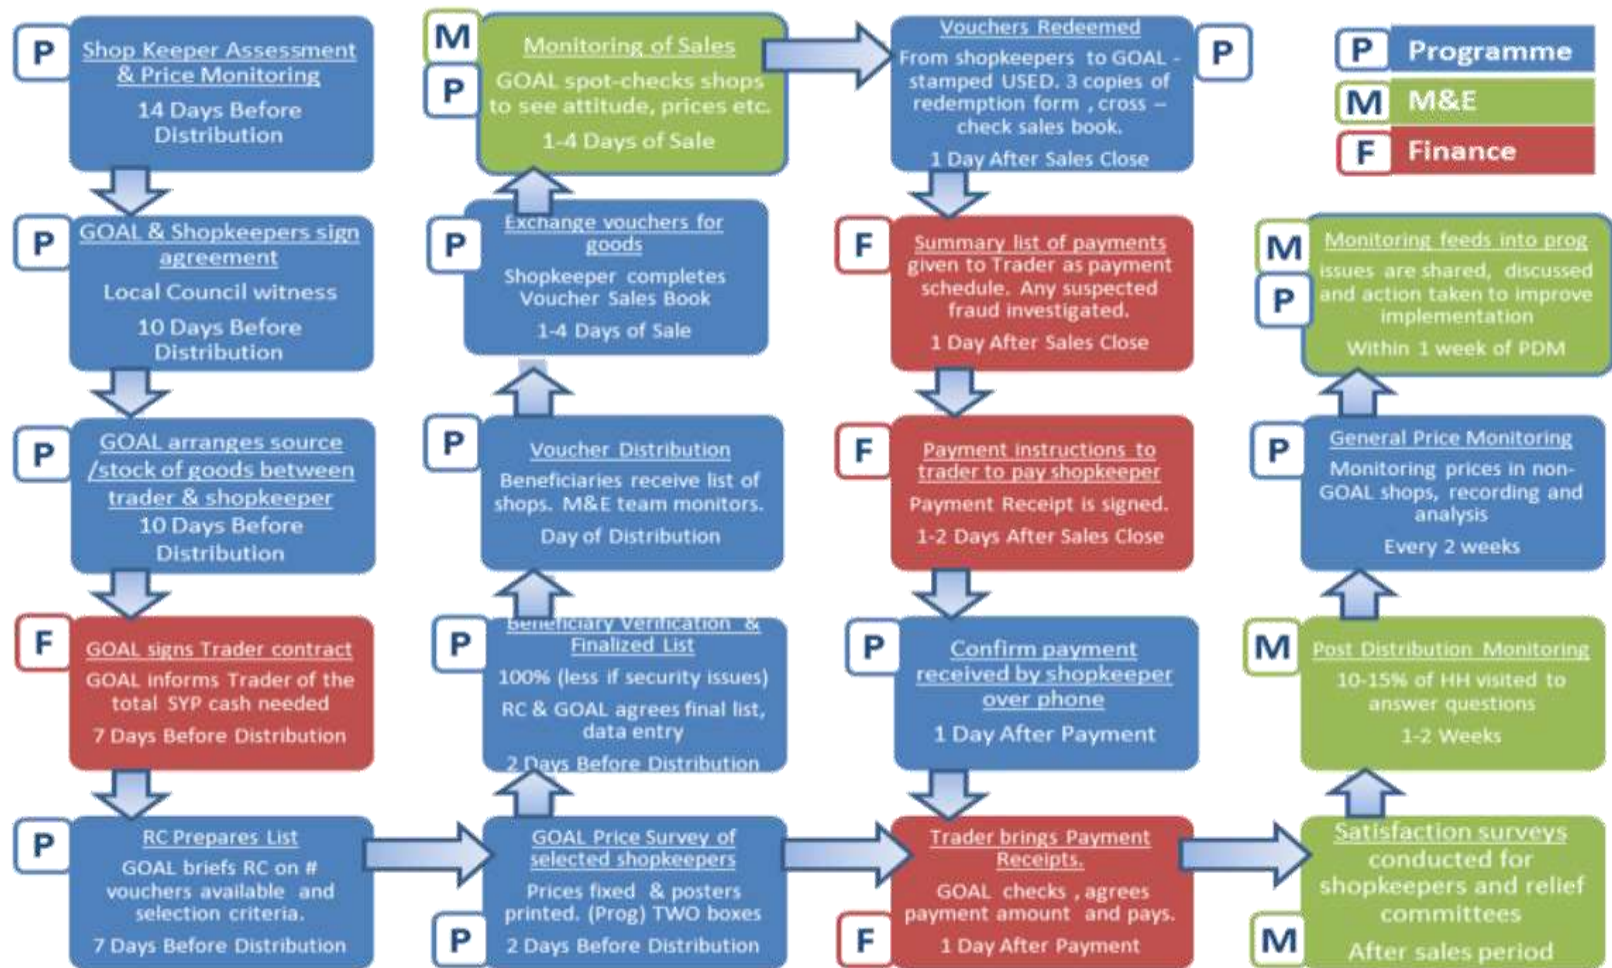 P
Shop Keeper Assessment
& Price Monitoring
14 Days Before
Distribution
P
GOAL & Shopkeepers sign
agreement
Local Council witness
10 Days Before
Distribution
P
GOAL arranges source
/stock of goods between
trader & shopkeeper
10 Days Before
Distribution
F
GOAL signs Trader contract
GOAL informs Trader of the
total SYP cash needed
7 Days Before Distribution
P
RC Prepares List
GOAL briefs RC on #
vouchers available and
selection criteria.
7 Days Before Distribution
GOAL Price Survey of
selected shopkeepers
Prices fixed & posters
printed. (Prog) TWO boxes
P
2 Days Before Distribution
P
Beneficiary Verification &
Finalized List
100% (less if security issues)
RC & GOAL agrees final list,
data entry
2 Days Before Distribution
P
Voucher Distribution
Beneficiaries receive list of
shops. M&E team monitors.
Day of Distribution
P
Exchange vouchers for
goods
Shopkeeper completes
Voucher Sales Book
1-4 Days of Sale
M
P
Monitoring of Sales
GOAL spot-checks shops
to see attitude, prices etc.
1-4 Days of Sale
Vouchers Redeemed
P
From shopkeepers to GOAL -
stamped USED. 3 copies of
redemption form , cross –
check sales book.
1 Day After Sales Close
F
Summary list of payments
given to Trader as payment
schedule. Any suspected
fraud investigated.
1 Day After Sales Close
F
Payment instructions to
trader to pay shopkeeper
Payment Receipt is signed.
1-2 Days After Sales Close
P
Confirm payment
received by shopkeeper
over phone
1 Day After Payment
Trader brings Payment
Receipts.
GOAL checks , agrees
payment amount and pays.
F
1 Day After Payment
Satisfaction surveys
conducted for
shopkeepers and relief
committees
M
After sales period
M
Post Distribution Monitoring
10-15% of HH visited to
answer questions
1-2 Weeks
P
General Price Monitoring
Monitoring prices in non-
GOAL shops, recording and
analysis
Every 2 weeks
M
P
Monitoring feeds into prog
issues are shared, discussed
and action taken to improve
implementation
Within 1 week of PDM
P Programme
M M&E
F Finance